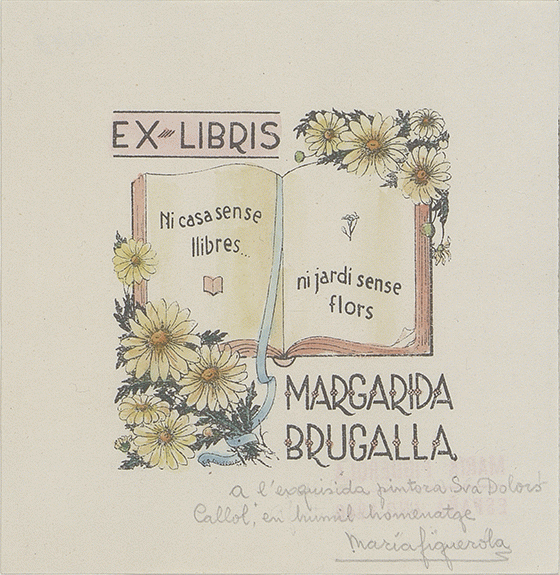 EX-LIBRIS
Ni casa sense
llibres...
ni jardi sense
flors
MARGARIDA
BRUGALLA
a l'exquisida pintora Sra Dolors
Callol, en humil homenatge
Maria figuerola